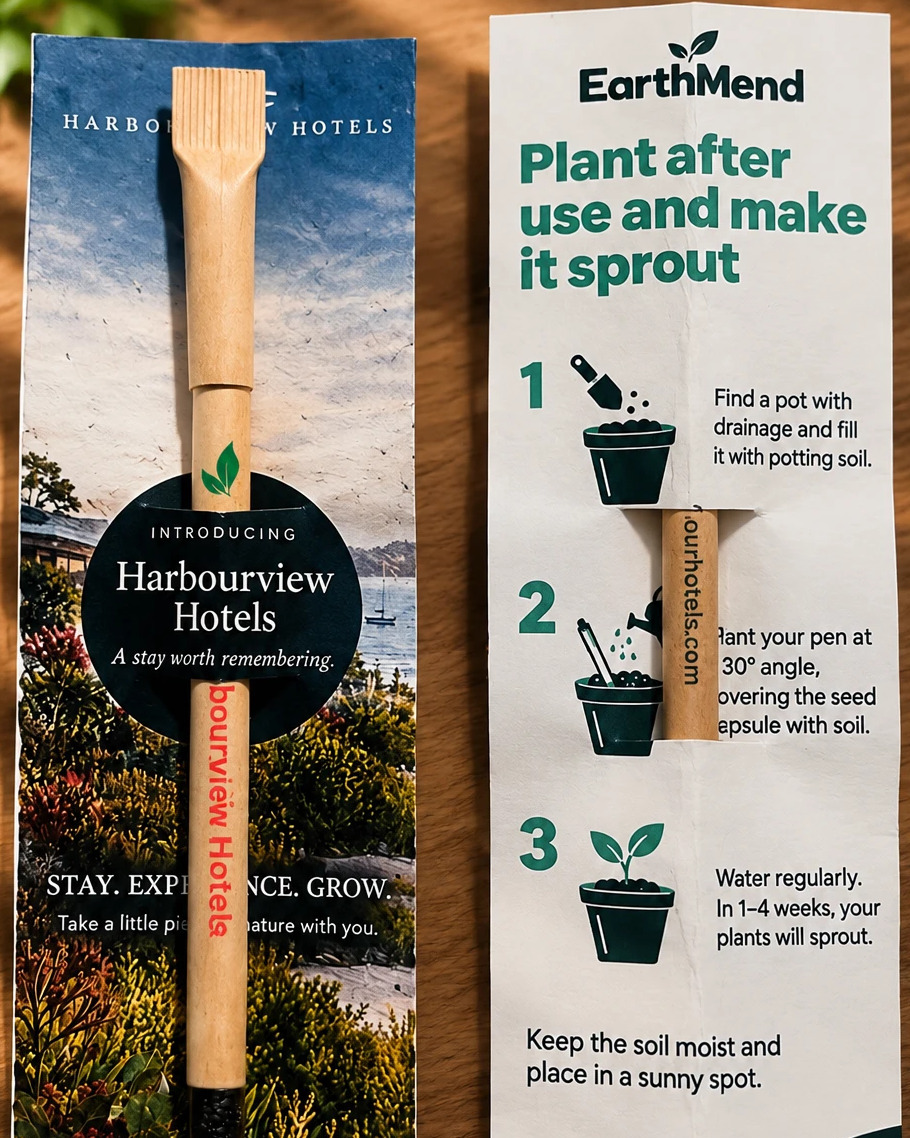 HARBO W HOTELS
INTRODUCING
Harbourview
Hotels
A stay worth remembering.
bourview Hotels
STAY. EXP NCE. GROW.
Take a little pie nature with you.
EarthMend
Plant after
use and make
it sprout
1
Find a pot with
drainage and fill
it with potting soil.
ourhotels.com
2
lant your pen at
30° angle,
overing the seed
apsule with soil.
3
Water regularly.
In 1–4 weeks, your
plants will sprout.
Keep the soil moist and
place in a sunny spot.